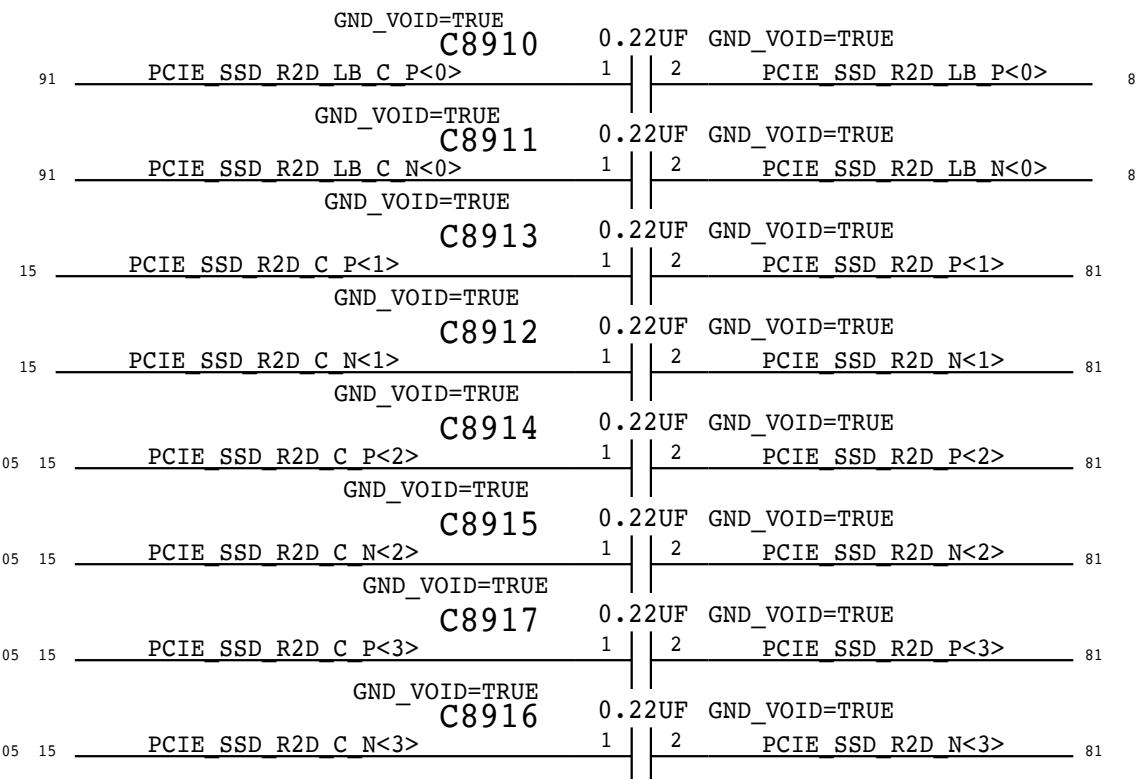 GND_VOID=TRUE
C8910 0.22UF GND_VOID=TRUE
91 PCIE_SSD_R2D_LB_C_P<0> 1 2 PCIE_SSD_R2D_LB_P<0> 8
GND_VOID=TRUE
C8911 0.22UF GND_VOID=TRUE
91 PCIE_SSD_R2D_LB_C_N<0> 1 2 PCIE_SSD_R2D_LB_N<0> 8
GND_VOID=TRUE
C8913 0.22UF GND_VOID=TRUE
15 PCIE_SSD_R2D_C_P<1> 1 2 PCIE_SSD_R2D_P<1> 81
GND_VOID=TRUE
C8912 0.22UF GND_VOID=TRUE
15 PCIE_SSD_R2D_C_N<1> 1 2 PCIE_SSD_R2D_N<1> 81
GND_VOID=TRUE
C8914 0.22UF GND_VOID=TRUE
05 15 PCIE_SSD_R2D_C_P<2> 1 2 PCIE_SSD_R2D_P<2> 81
GND_VOID=TRUE
C8915 0.22UF GND_VOID=TRUE
05 15 PCIE_SSD_R2D_C_N<2> 1 2 PCIE_SSD_R2D_N<2> 81
GND_VOID=TRUE
C8917 0.22UF GND_VOID=TRUE
05 15 PCIE_SSD_R2D_C_P<3> 1 2 PCIE_SSD_R2D_P<3> 81
GND_VOID=TRUE
C8916 0.22UF GND_VOID=TRUE
05 15 PCIE_SSD_R2D_C_N<3> 1 2 PCIE_SSD_R2D_N<3> 81